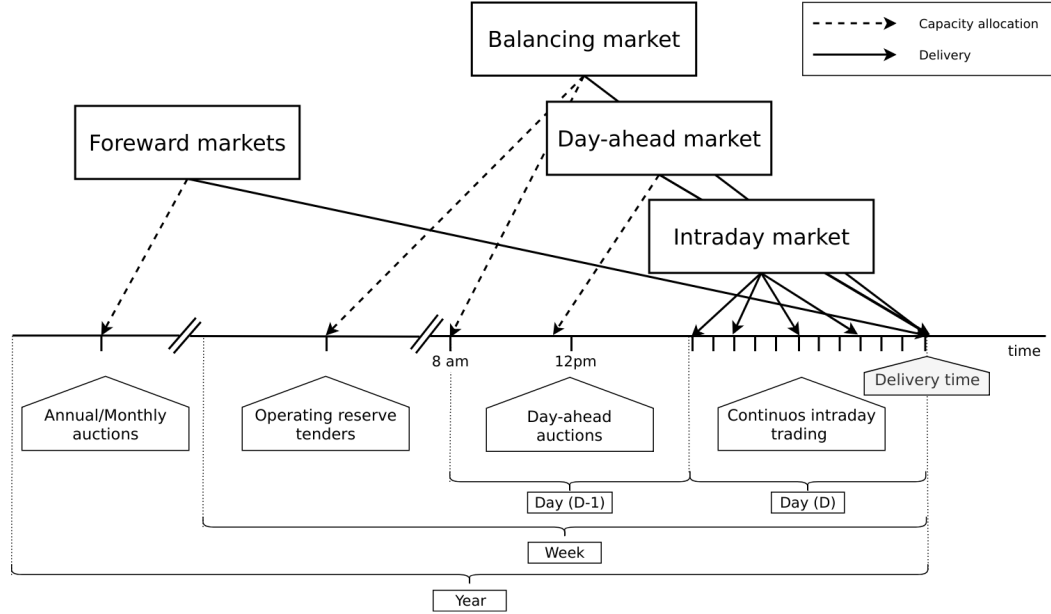 Balancing market
Capacity allocation
Delivery
Foreward markets
Day-ahead market
Intraday market
8 am
12pm
time
Delivery time
Annual/Monthly
auctions
Operating reserve
tenders
Day-ahead
auctions
Continuos intraday
trading
Day (D-1)
Day (D)
Week
Year